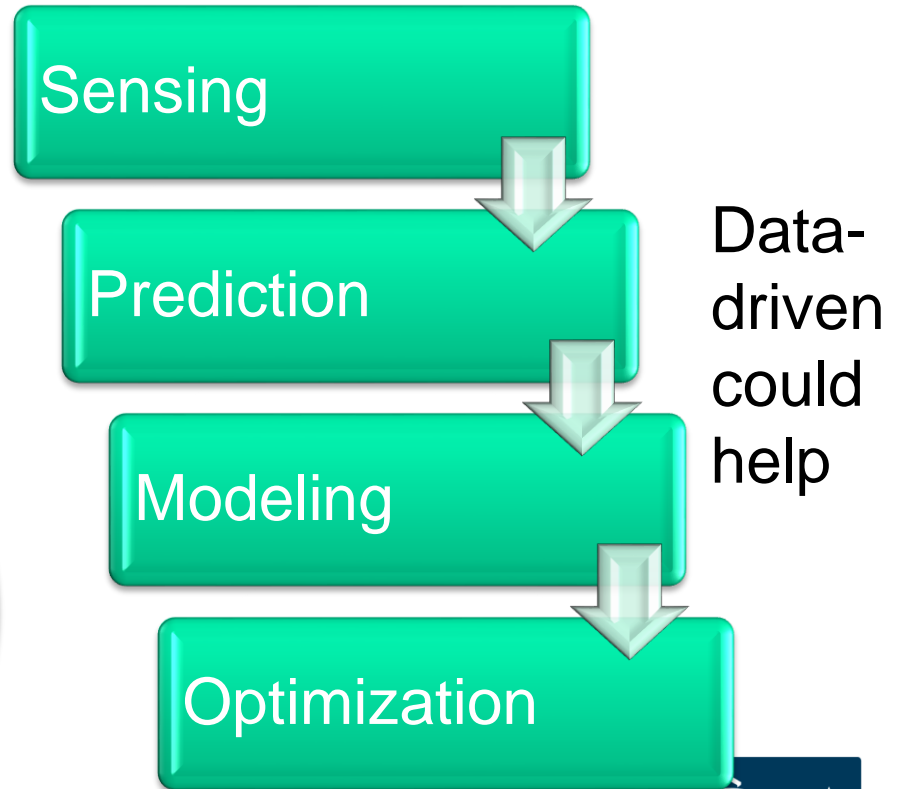 Sensing
Prediction
Data-
driven
could
help
Modeling
Optimization